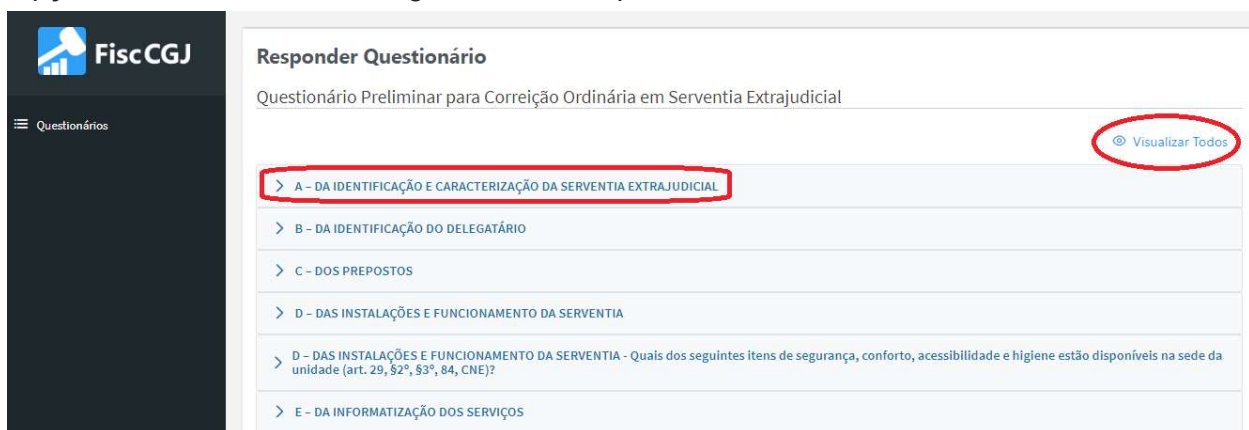 FiscCGJ
Questionários
Responder Questionário
Questionário Preliminar para Correição Ordinária em Serventia Extrajudicial
Visualizar Todos
A – DA IDENTIFICAÇÃO E CARACTERIZAÇÃO DA SERVENTIA EXTRAJUDICIAL
B – DA IDENTIFICAÇÃO DO DELEGATÁRIO
C – DOS PREPOSTOS
D – DAS INSTALAÇÕES E FUNCIONAMENTO DA SERVENTIA
D – DAS INSTALAÇÕES E FUNCIONAMENTO DA SERVENTIA - Quais dos seguintes itens de segurança, conforto, acessibilidade e higiene estão disponíveis na sede da
unidade (art. 29, §2º, §3º, 84, CNE)?
E – DA INFORMATIZAÇÃO DOS SERVIÇOS